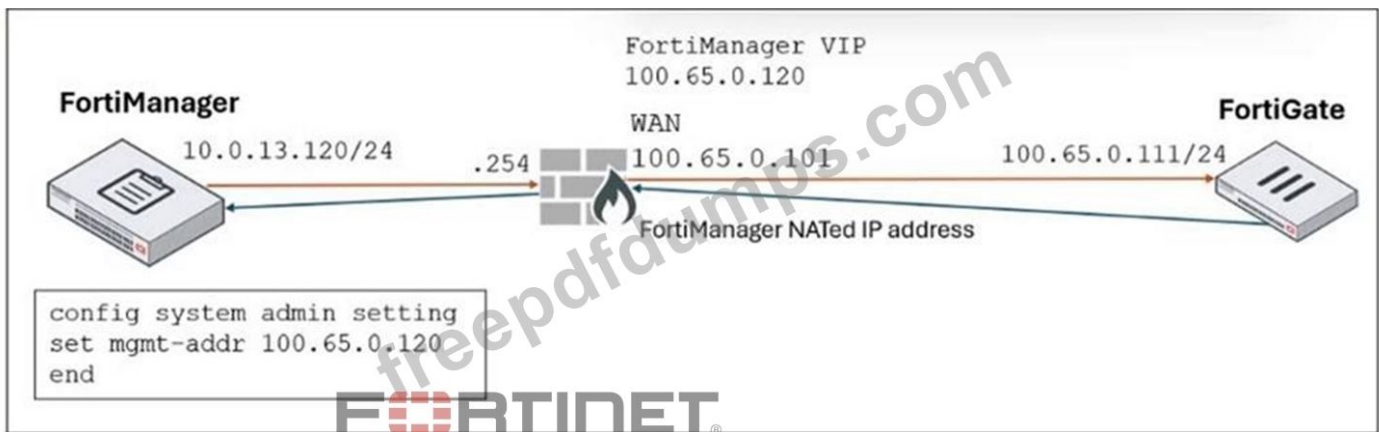 FortiManager VIP
100.65.0.120
FortiManager
FortiGate
WAN
10.0.13.120/24
.254
100.65.0.101
100.65.0.111/24
FortiManager NATed IP address
config system admin setting
set mgmt-addr 100.65.0.120
end
freepdfdumps.com
FORTINET®